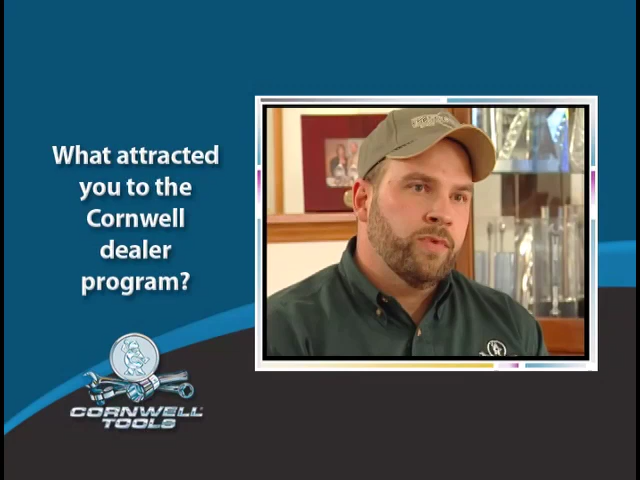 What attracted
you to the
Cornwell
dealer
program?
CORNWELL
TOOLS